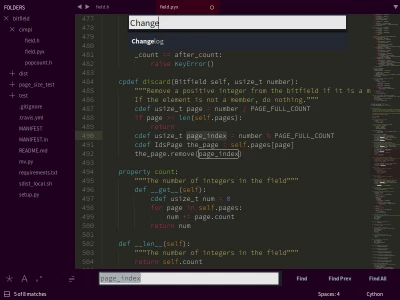 FOLDERS
bitfield
cimpl
field.h
field.pyx
popcount.h
dist
page_size_test
test
.gitignore
.travis.yml
MANIFEST
MANIFEST.in
README.md
rev.py
requirements.txt
sdist_local.sh
setup.py
field.h
field.pyx
Change
Changelog
477
480
481 _count == after_count:
482 raise KeyError()
483
484 cpdef discard(Bitfield self, usize_t number):
485 """Remove a positive integer from the bitfield if it is a m
486 If the element is not a member, do nothing."""
487 cdef usize_t page = number / PAGE_FULL_COUNT
488 if page >= len(self.pages):
489 return
490 cdef usize_t page_index = number % PAGE_FULL_COUNT
491 cdef IdsPage the_page = self.pages[page]
492 the_page.remove(page_index)
493
494 property count:
495 """The number of integers in the field"""
496 def __get__(self):
497 cdef usize_t num = 0
498 for page in self.pages:
499 num += page.count
500 return num
501
502 def __len__(self):
503 """The number of integers in the field"""
504 return self.count
page_index
Find
Find Prev
Find All
5 of 8 matches
Spaces: 4
Cython